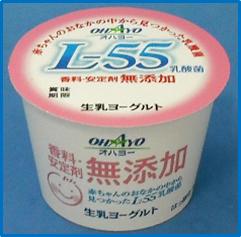 赤ちゃんのおなかの中から見つかった乳酸菌
OHAYO
オハヨー
L-55乳酸菌
香料・安定剤無添加
賞味
期限
生乳ヨーグルト
OHAYO
オハヨー
香料・
安定剤
無添加
赤ちゃんのおなかの中から
見つかったL-55乳酸菌
生乳ヨーグルト